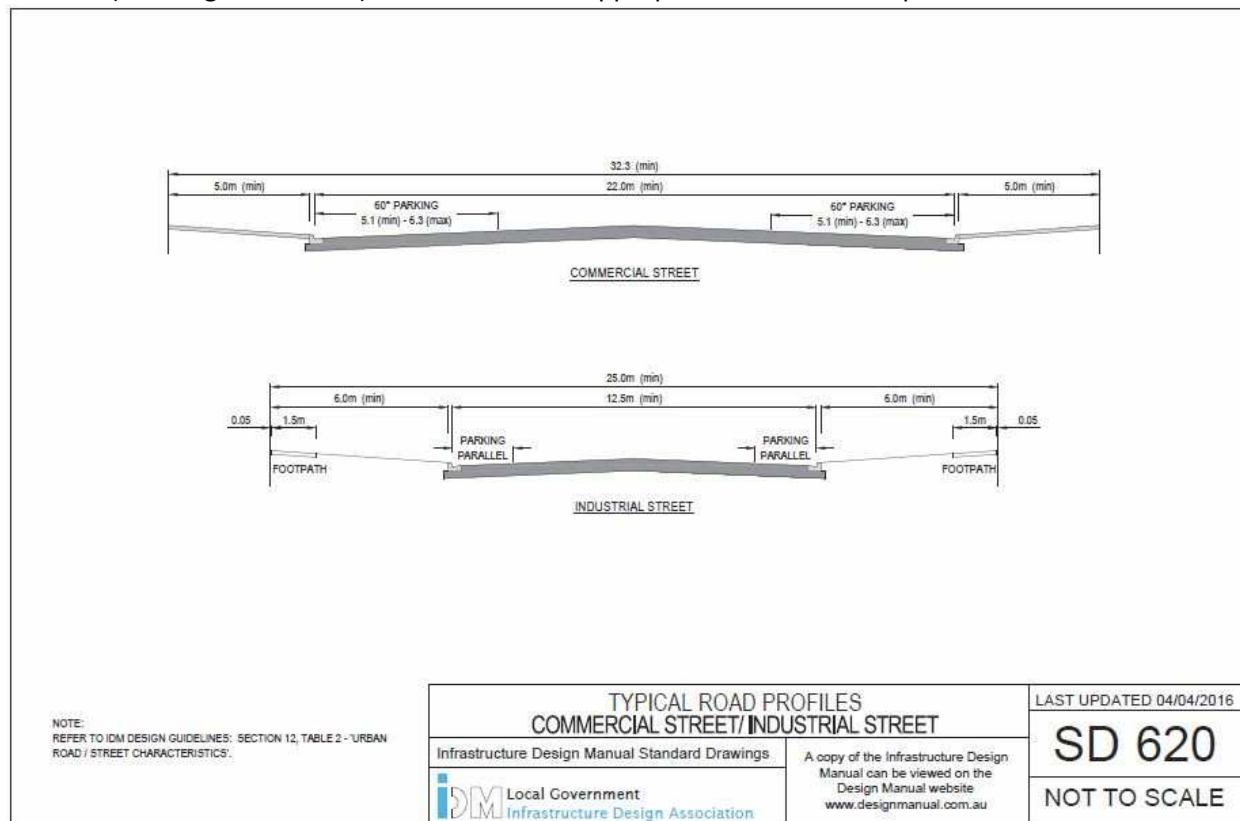 32.3 (min)
5.0m (min)
22.0m (min)
5.0m (min)
60° PARKING
5.1 (min) - 6.3 (max)
60° PARKING
5.1 (min) - 6.3 (max)
COMMERCIAL STREET
25.0m (min)
6.0m (min)
12.5m (min)
6.0m (min)
0.05
1.5m
1.5m
0.05
PARKING
PARALLEL
PARKING
PARALLEL
FOOTPATH
FOOTPATH
INDUSTRIAL STREET
NOTE:
REFER TO IDM DESIGN GUIDELINES: SECTION 12, TABLE 2 - 'URBAN
ROAD / STREET CHARACTERISTICS'.
TYPICAL ROAD PROFILES
COMMERCIAL STREET/ INDUSTRIAL STREET
Infrastructure Design Manual Standard Drawings
iDM
Local Government
Infrastructure Design Association
A copy of the Infrastructure Design
Manual can be viewed on the
Design Manual website
www.designmanual.com.au
LAST UPDATED 04/04/2016
SD 620
NOT TO SCALE